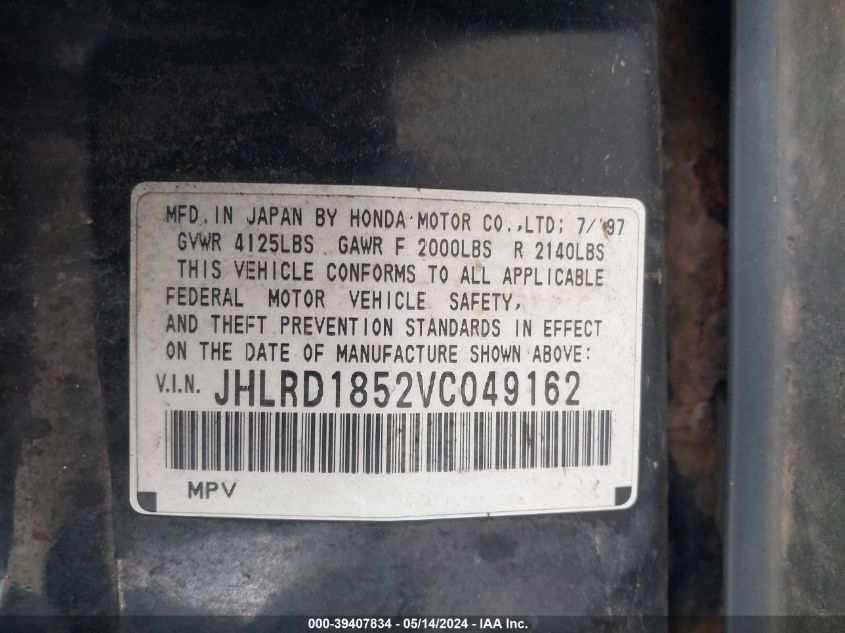 MFD. IN JAPAN BY HONDA MOTOR CO.,LTD; 7/'97
GVWR 4125LBS GAWR F 2000LBS R 2140LBS
THIS VEHICLE CONFORMS TO ALL APPLICABLE
FEDERAL MOTOR VEHICLE SAFETY,
AND THEFT PREVENTION STANDARDS IN EFFECT
ON THE DATE OF MANUFACTURE SHOWN ABOVE:
V.I.N. JHLRD1852VC049162
MPV
000-39407834 - 05/14/2024 - IAA Inc.